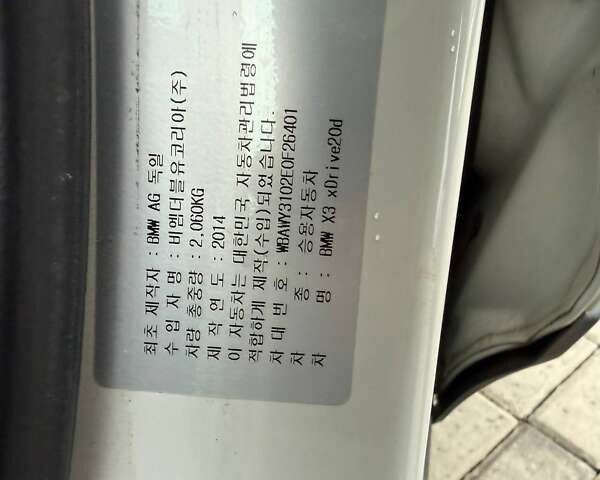 최초 제작자 : BMW AG 독일
수입 자명 : 비엠더블유코리아(주)
차량 총중량 : 2,060KG
제작 연도 : 2014
이 자동차는 대한민국 자동차관리법령에
적합하게 제작(수입)되었습니다.
차 대 번 호 : WBAWY3102E0F26401
차 종 : 승용자동차
차 명 : BMW X3 xDrive20d